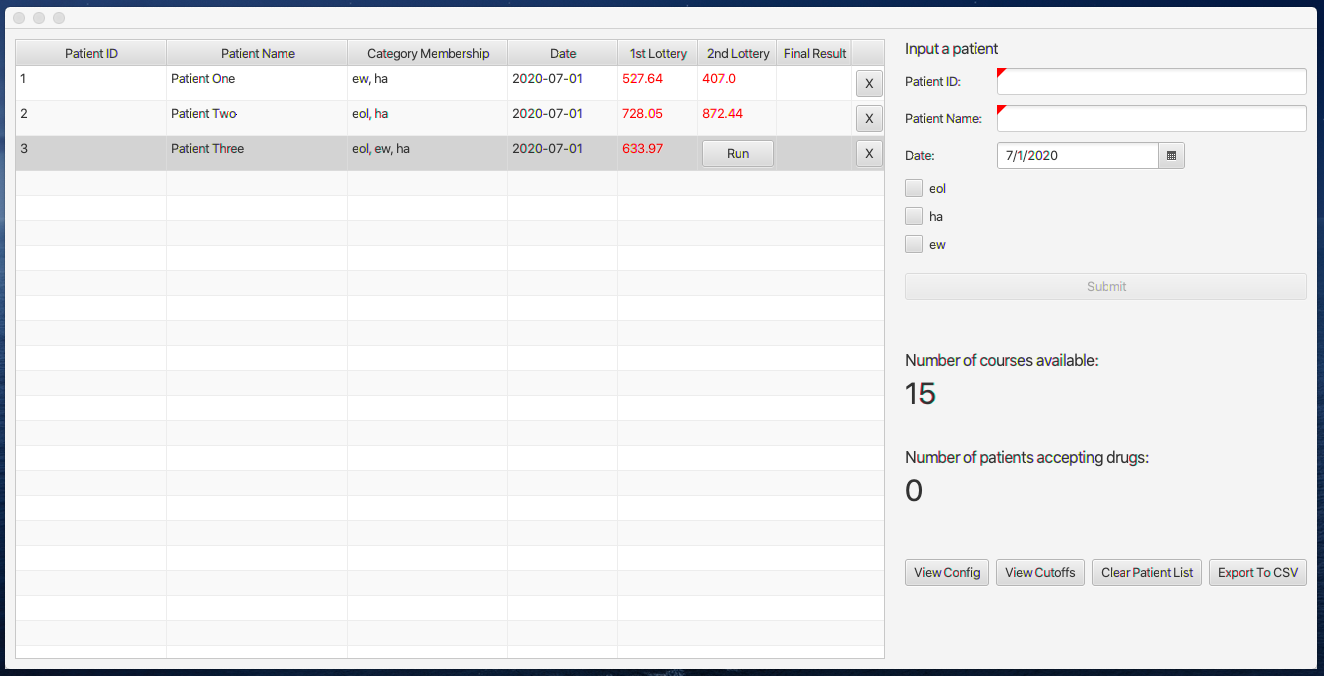 Patient ID Patient Name Category Membership Date 1st Lottery 2nd Lottery Final Result
1 Patient One ew, ha 2020-07-01 527.64 407.0 X
2 Patient Two eol, ha 2020-07-01 728.05 872.44 X
3 Patient Three eol, ew, ha 2020-07-01 633.97 Run X
Input a patient
Patient ID:
Patient Name:
Date: 7/1/2020
eol
ha
ew
Submit
Number of courses available:
15
Number of patients accepting drugs:
0
View Config View Cutoffs Clear Patient List Export To CSV